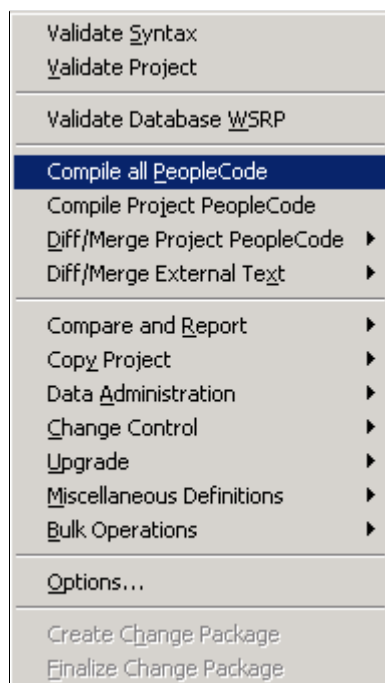 Validate Syntax
Validate Project
Validate Database WSRP
Compile all PeopleCode
Compile Project PeopleCode
Diff/Merge Project PeopleCode
Diff/Merge External Text
Compare and Report
Copy Project
Data Administration
Change Control
Upgrade
Miscellaneous Definitions
Bulk Operations
Options...
Create Change Package
Finalize Change Package